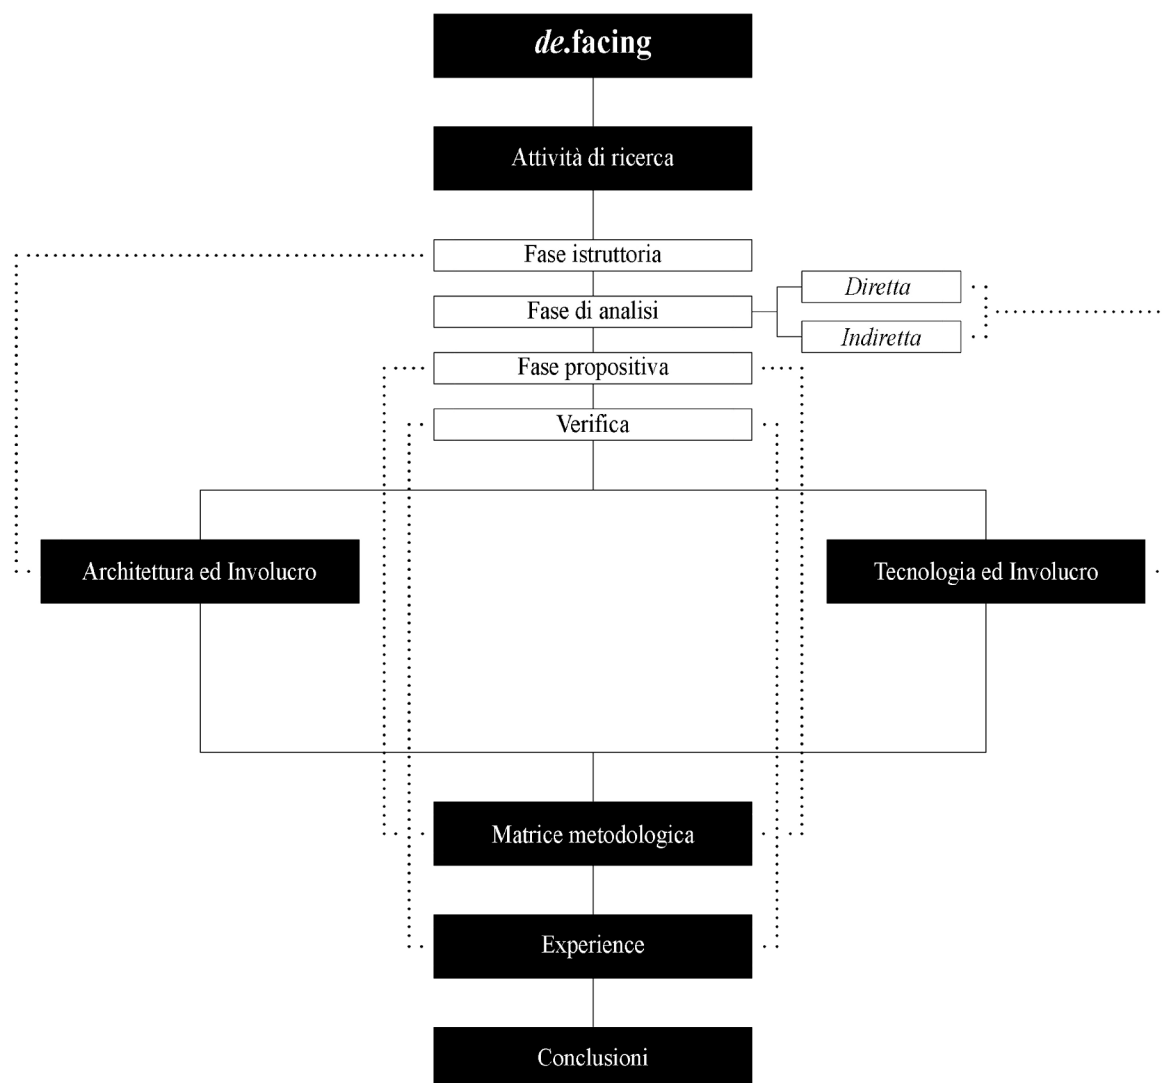 de.facing
Attività di ricerca
Fase istruttoria
Fase di analisi
Diretta
Indiretta
Fase propositiva
Verifica
Architettura ed Involucro
Tecnologia ed Involucro
Matrice metodologica
Experience
Conclusioni